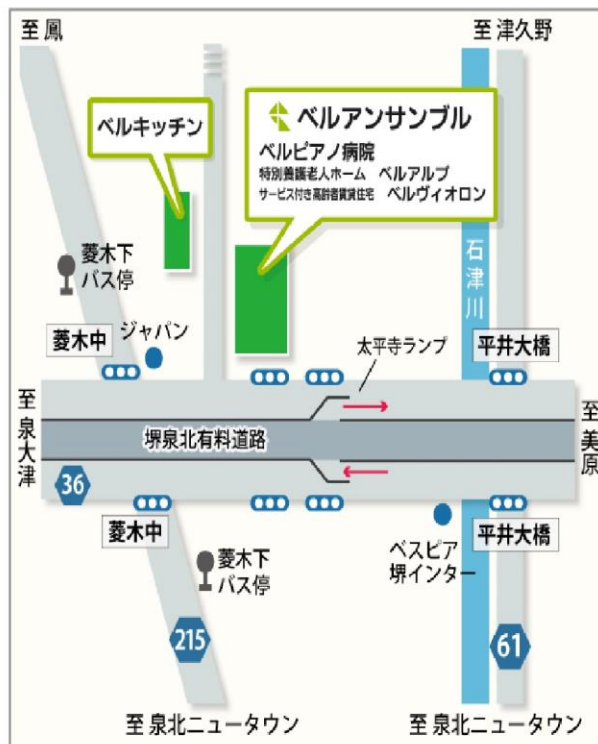 至 鳳
至 津久野
ベルキッチン
ベルアンサンブル
ベルピアノ病院
特別養護老人ホーム ベルアルプ
サービス付き高齢者賃貸住宅 ベルヴィオロン
菱木下
バス停
石津川
菱木中
ジャパン
太平寺ランプ
平井大橋
至 泉大津
堺泉北有料道路
至 美原
36
菱木中
ベスピア
堺インター
平井大橋
菱木下
バス停
215
61
至 泉北ニュータウン
至 泉北ニュータウン